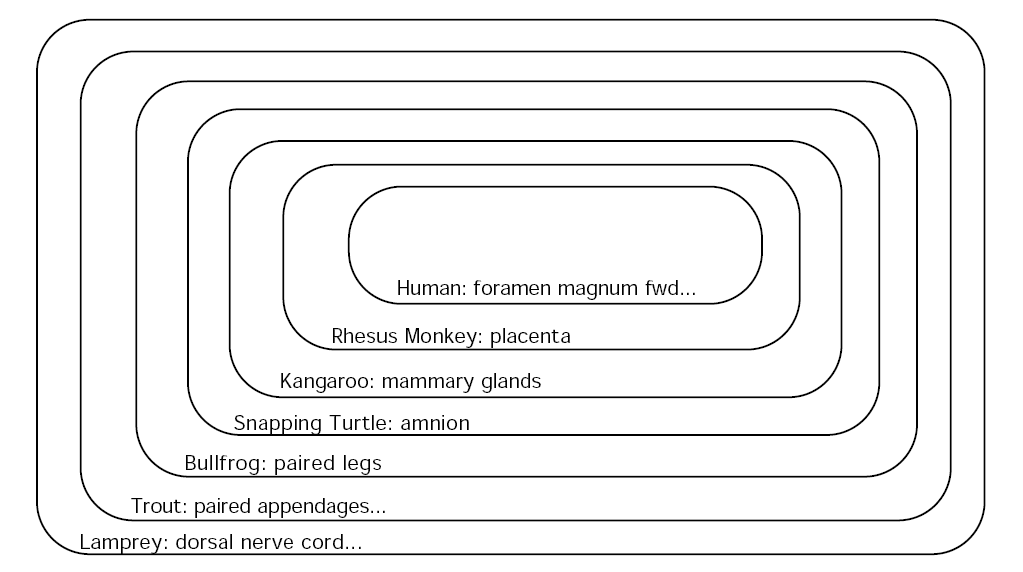 Human: foramen magnum fwd...
Rhesus Monkey: placenta
Kangaroo: mammary glands
Snapping Turtle: amnion
Bullfrog: paired legs
Trout: paired appendages...
Lamprey: dorsal nerve cord...